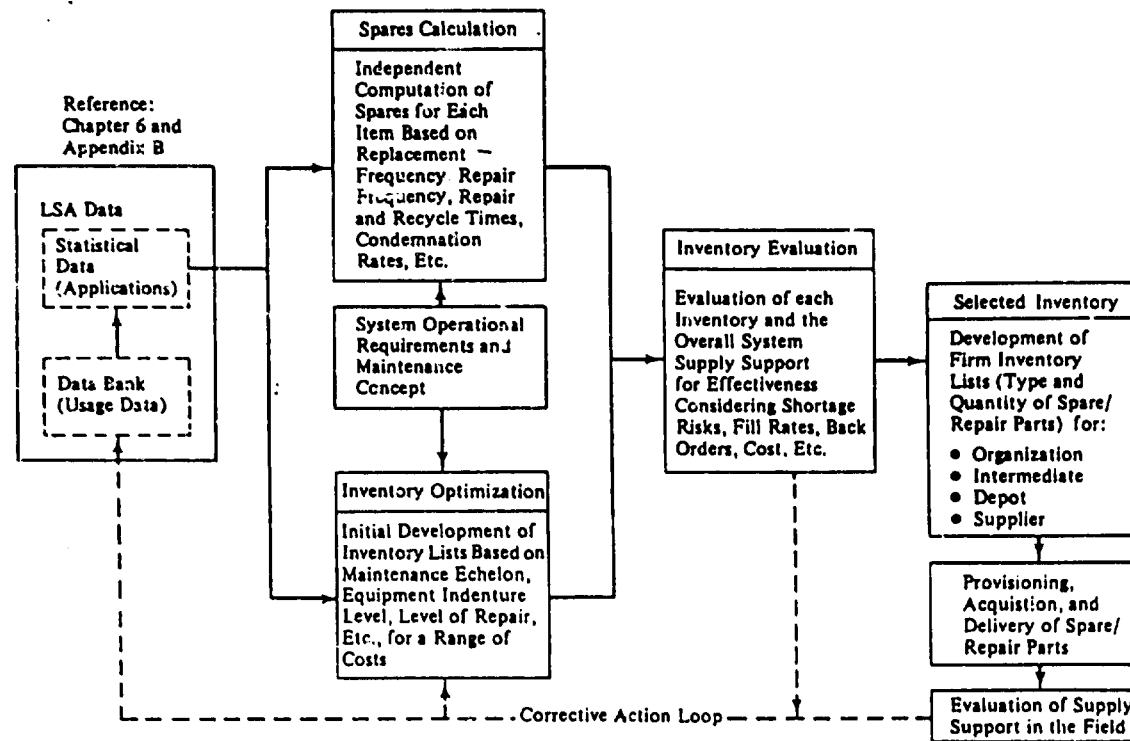 Reference:
Chapter 6 and
Appendix B
LSA Data
Statistical
Data
(Applications)
Data Bank
(Usage Data)
Spares Calculation
Independent
Computation of
Spares for Each
Item Based on
Replacement —
Frequency Repair
Frequency, Repair
and Recycle Times,
Condemnation
Rates, Etc.
System Operational
Requirements and
Maintenance
Concept
Inventory Optimization
Initial Development of
Inventory Lists Based on
Maintenance Echelon,
Equipment Indenture
Level, Level of Repair,
Etc., for a Range of
Costs
Inventory Evaluation
Evaluation of each
Inventory and the
Overall System
Supply Support
for Effectiveness
Considering Shortage
Risks, Fill Rates, Back
Orders, Cost, Etc.
Selected Inventory
Development of
Firm Inventory
Lists (Type and
Quantity of Spare/
Repair Parts) for:
• Organization
• Intermediate
• Depot
• Supplier
Provisioning,
Acquistion, and
Delivery of Spare/
Repair Parts
Evaluation of Supply
Support in the Field
Corrective Action Loop